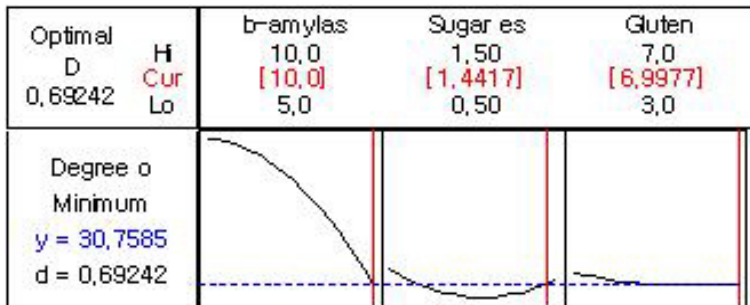 Optimal
D
0,69242
Hi
Cur
Lo
b-amylas
10,0
[10,0]
5,0
Sugar es
1,50
[1,4417]
0,50
Gluten
7,0
[6,9977]
3,0
Degree o
Minimum
y = 30,7585
d = 0,69242